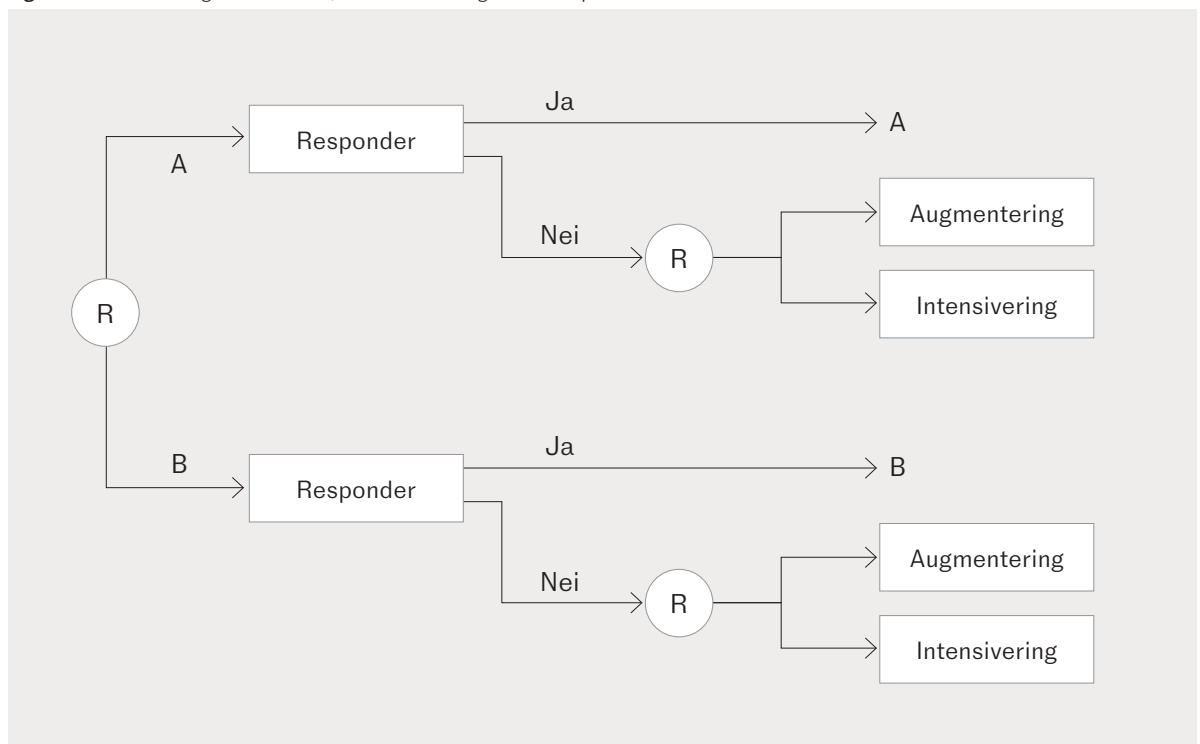 Ja
A
Responder
A
Augmentering
Nei
R
Intensivering
R
Ja
B
B
Responder
Augmentering
Nei
R
Intensivering